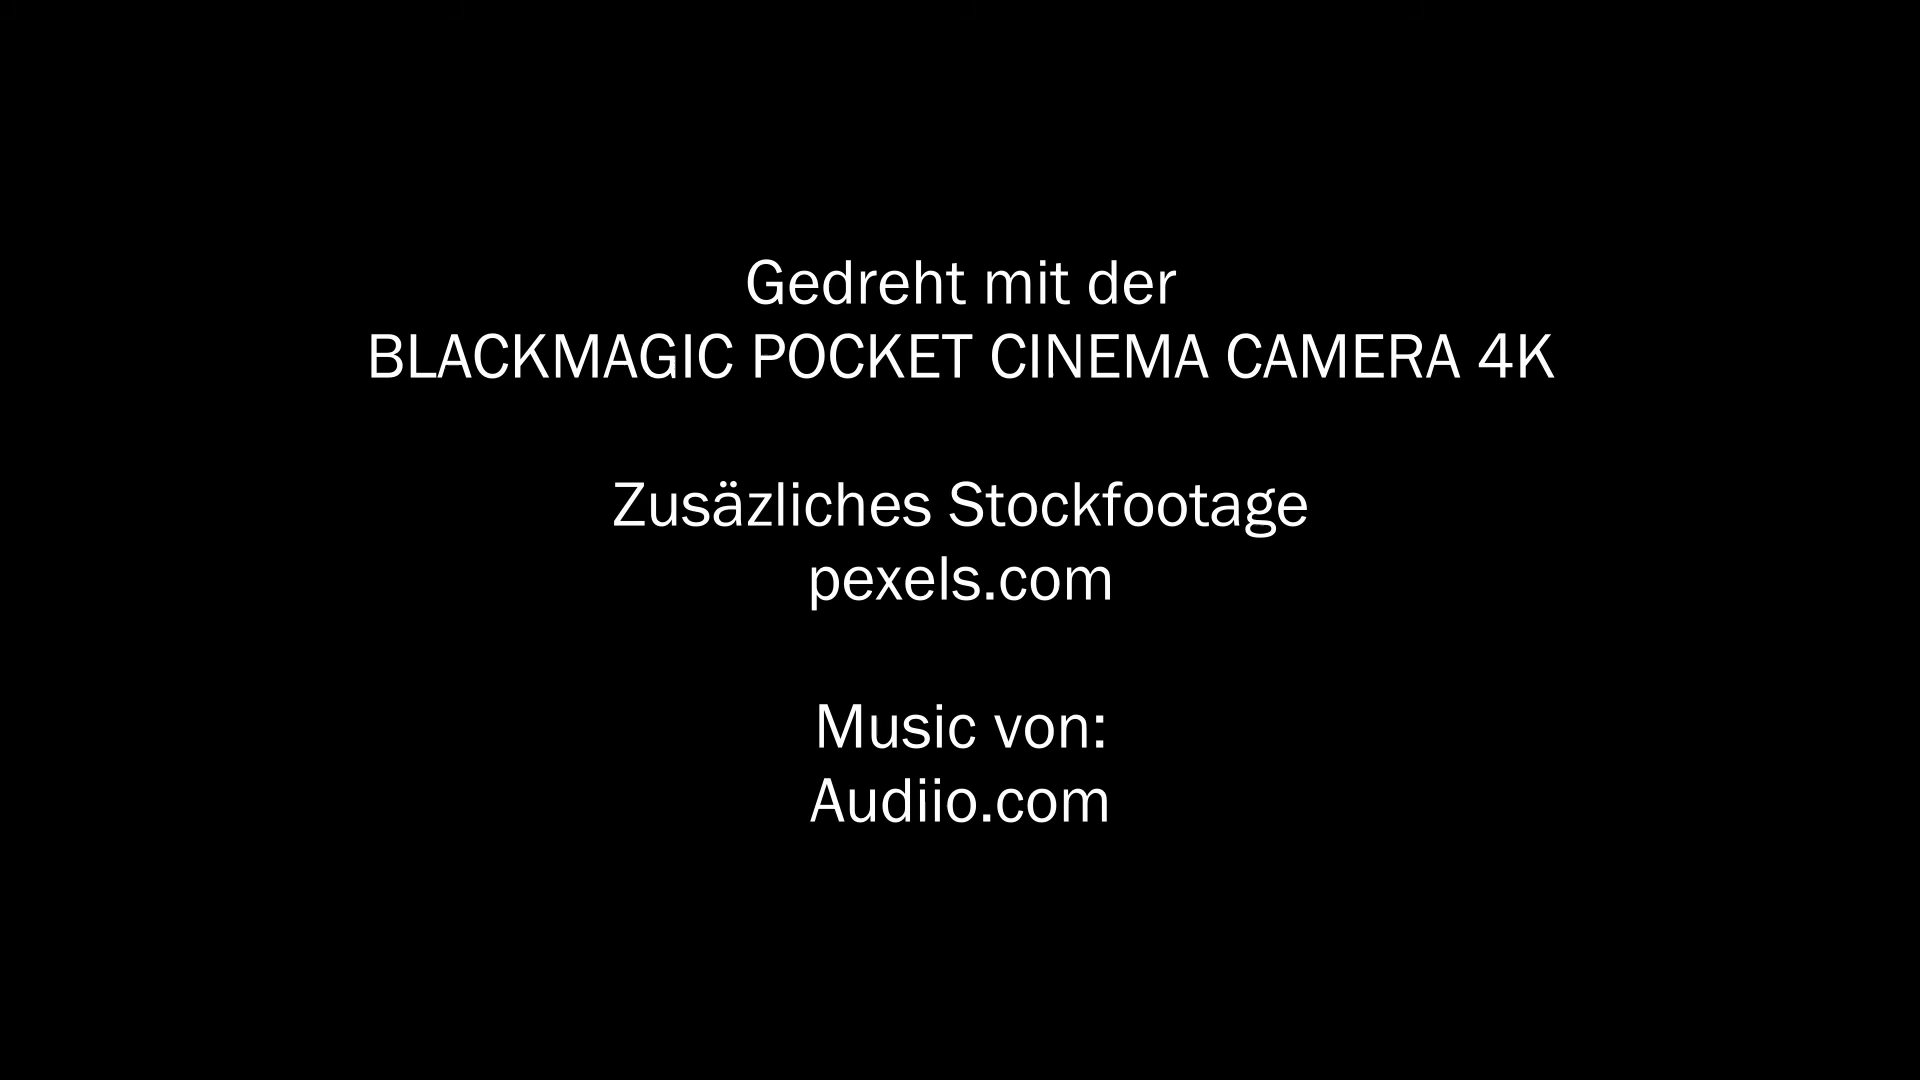 Gedreht mit der
BLACKMAGIC POCKET CINEMA CAMERA 4K
Zusäzliches Stockfootage
pexels.com
Music von:
Audiio.com